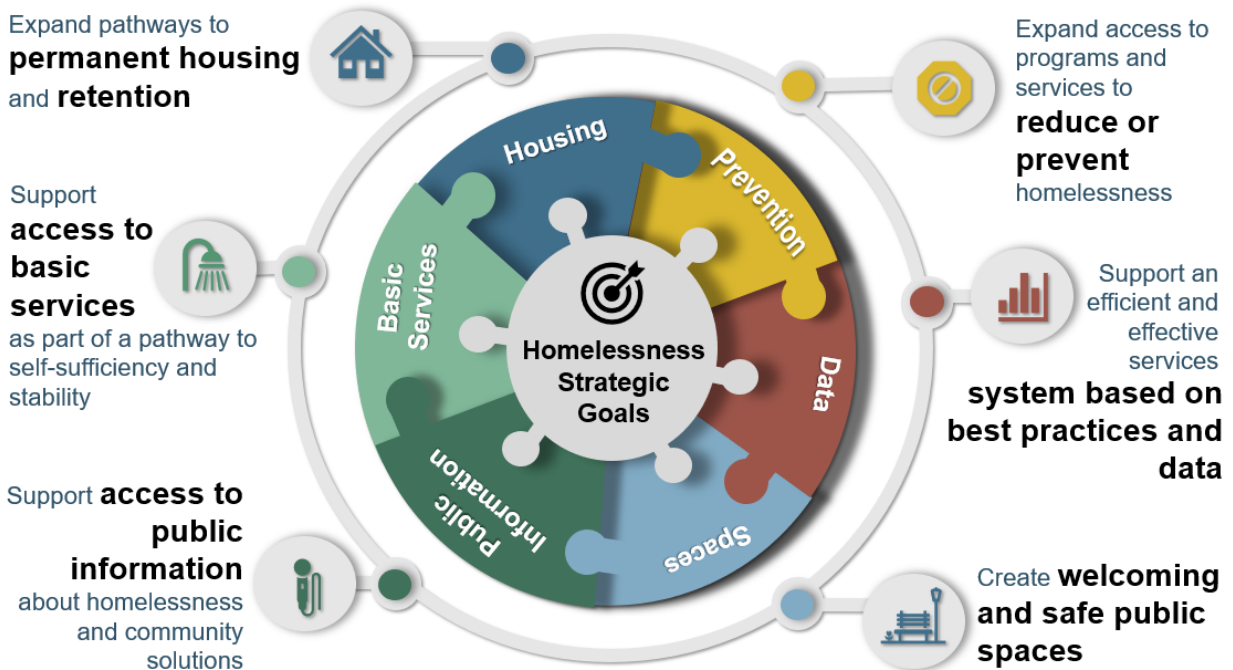 Expand pathways to
permanent housing
and retention
Expand access to
programs and
services to
reduce or
prevent
homelessness
Support
access to
basic
services
as part of a pathway to
self-sufficiency and
stability
Support an
efficient and
effective
services
system based on
best practices and
data
Support access to
public
information
about homelessness
and community
solutions
Create welcoming
and safe public
spaces
Housing
Prevention
Data
Spaces
Public
Information
Basic
Services
Homelessness
Strategic
Goals